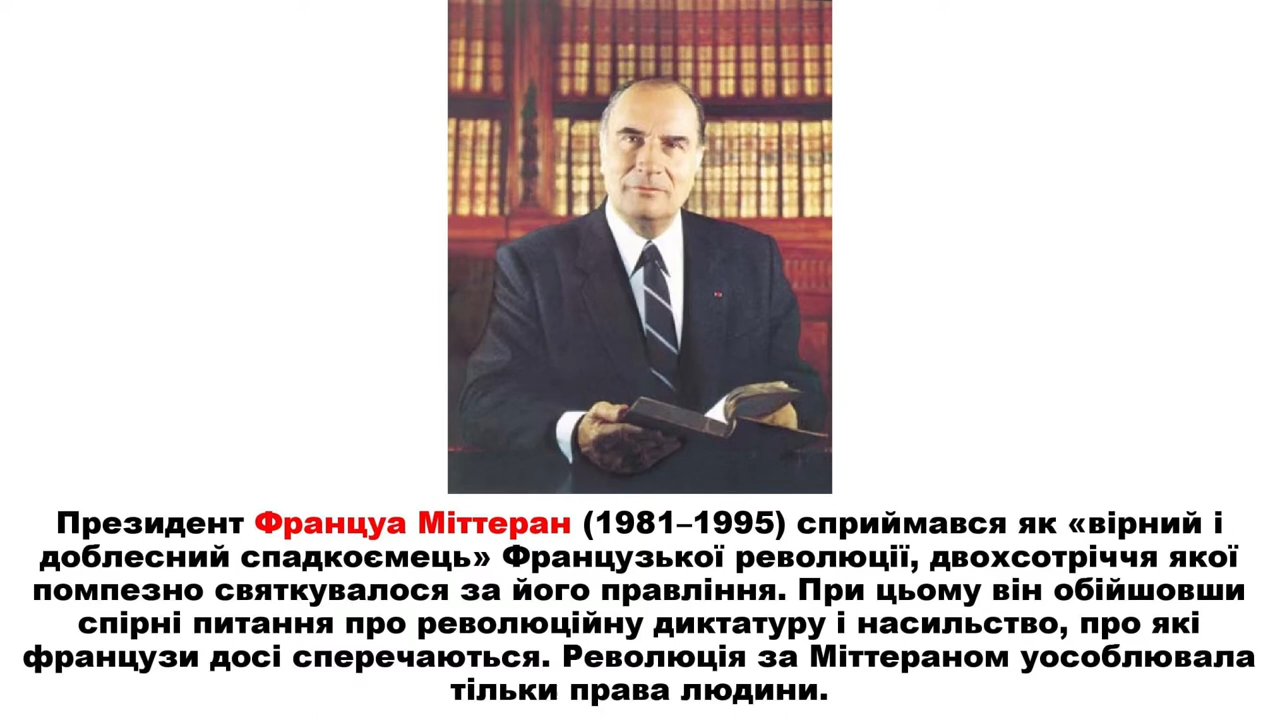 Президент Француа Міттеран (1981–1995) сприймався як «вірний і
доблесний спадкоємець» Французької революції, двохсотріччя якої
помпезно святкувалося за його правління. При цьому він обійшовши
спірні питання про революційну диктатуру і насильство, про які
французи досі сперечаються. Революція за Міттераном уособлювала
тільки права людини.